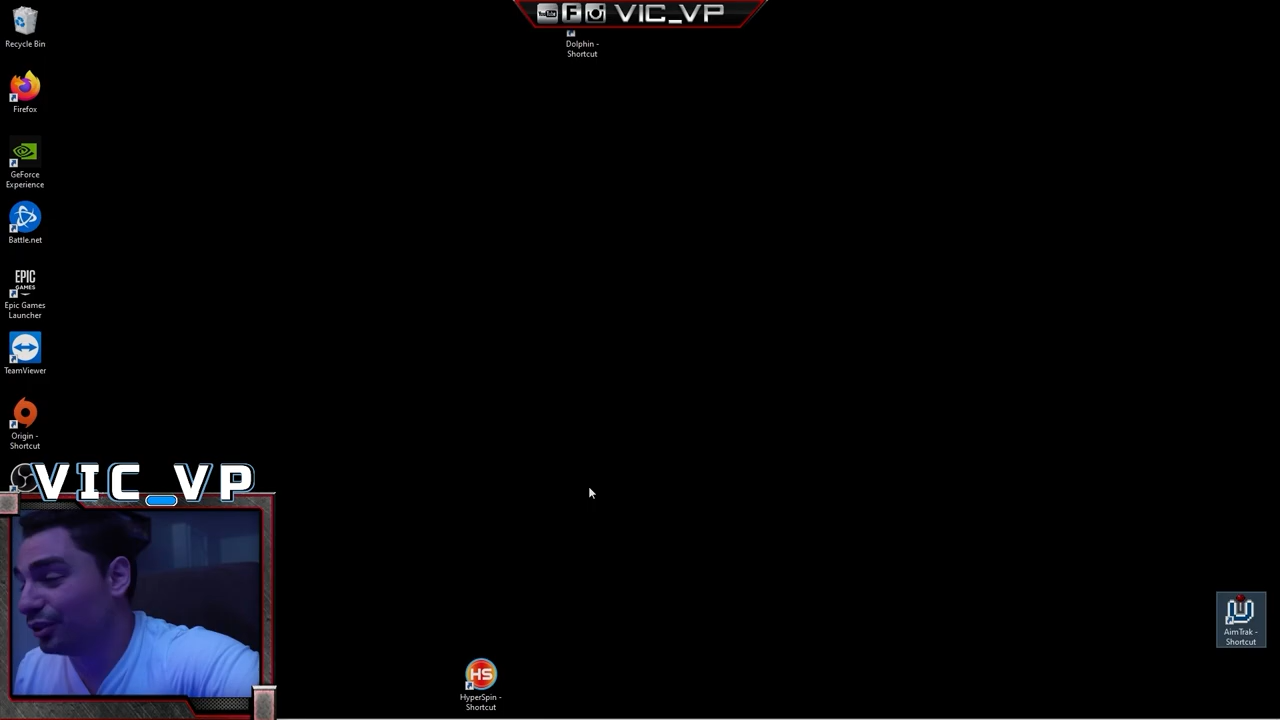 Recycle Bin
Firefox
GeForce
Experience
Battle.net
EPIC
GAMES
Epic Games
Launcher
TeamViewer
Origin -
Shortcut
VIC_VP
YouTube
VIC_VP
Dolphin -
Shortcut
HS
HyperSpin -
Shortcut
AimTrak -
Shortcut